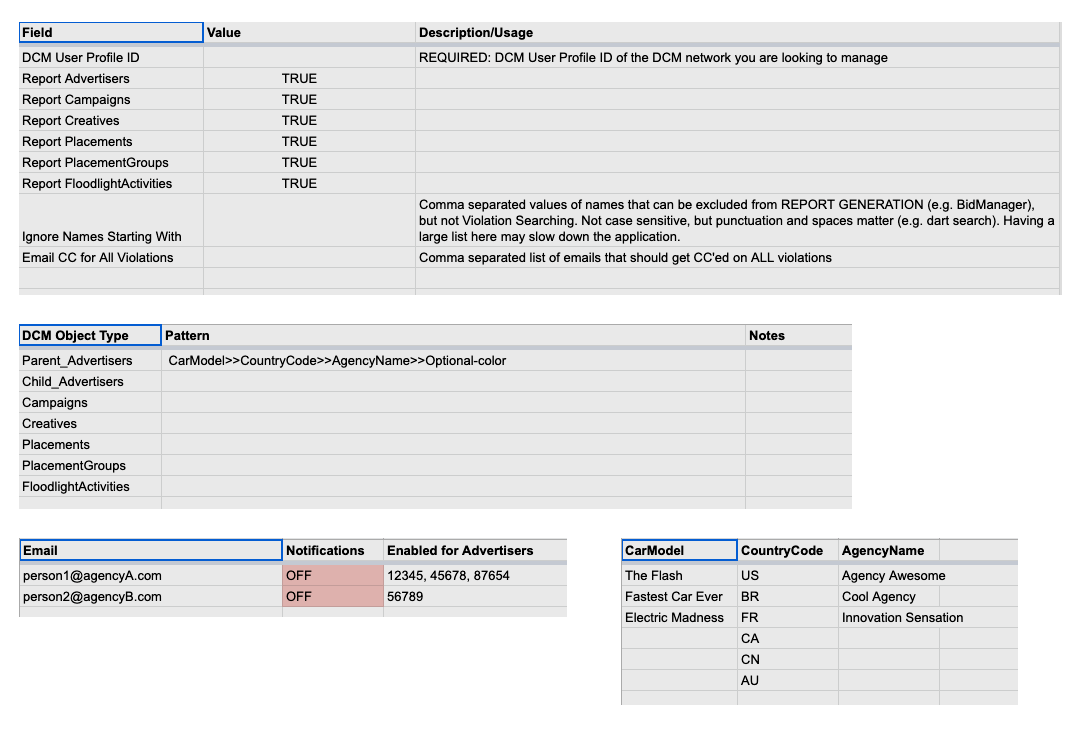 Field Value Description/Usage
DCM User Profile ID REQUIRED: DCM User Profile ID of the DCM network you are looking to manage
Report Advertisers TRUE
Report Campaigns TRUE
Report Creatives TRUE
Report Placements TRUE
Report PlacementGroups TRUE
Report FloodlightActivities TRUE
Comma separated values of names that can be excluded from REPORT GENERATION (e.g. BidManager),
but not Violation Searching. Not case sensitive, but punctuation and spaces matter (e.g. dart search). Having a
Ignore Names Starting With large list here may slow down the application.
Email CC for All Violations Comma separated list of emails that should get CC'ed on ALL violations
DCM Object Type Pattern Notes
Parent_Advertisers CarModel>>CountryCode>>AgencyName>>Optional-color
Child_Advertisers
Campaigns
Creatives
Placements
PlacementGroups
FloodlightActivities
Email Notifications Enabled for Advertisers
person1@agencyA.com OFF 12345, 45678, 87654
person2@agencyB.com OFF 56789
CarModel CountryCode AgencyName
The Flash US Agency Awesome
Fastest Car Ever BR Cool Agency
Electric Madness FR Innovation Sensation
CA
CN
AU